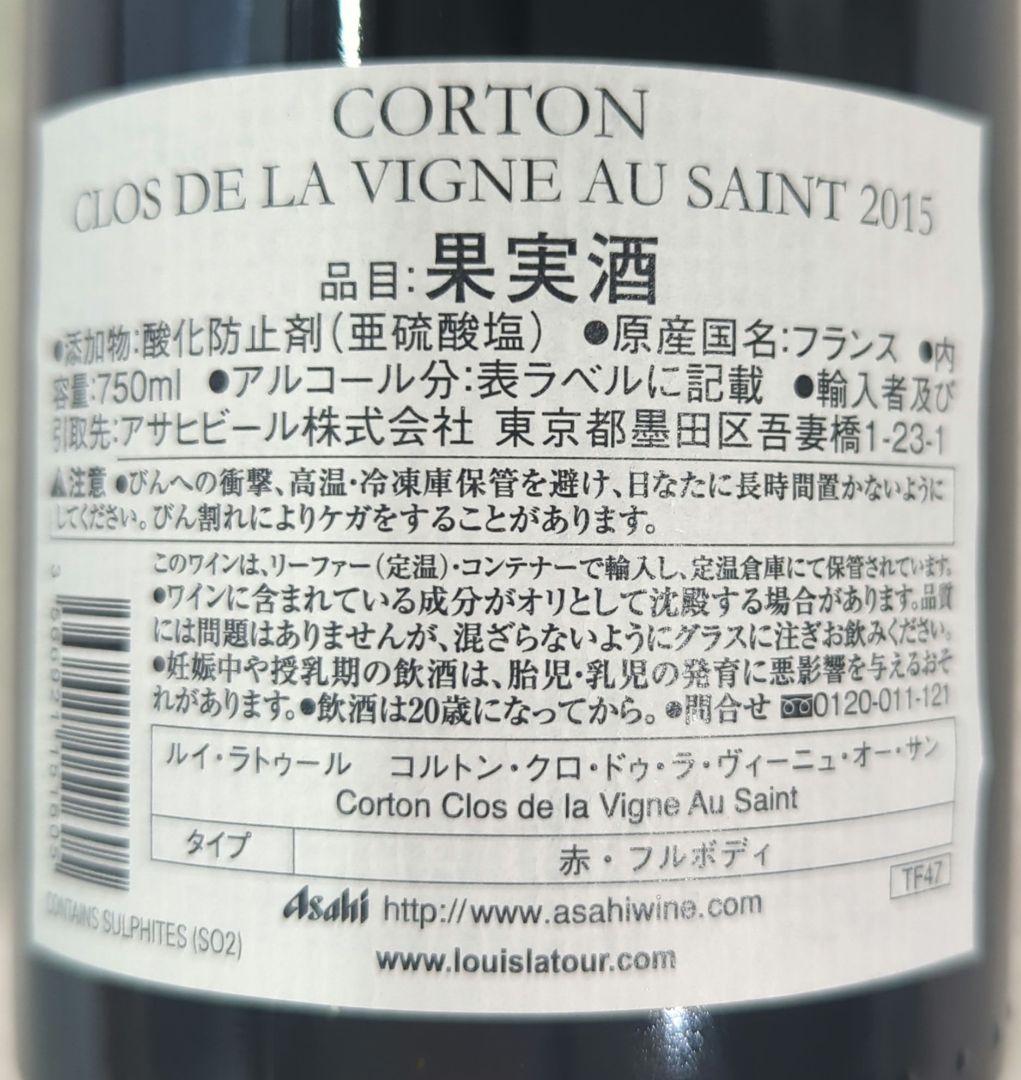 CORTON
CLOS DE LA VIGNE AU SAINT 2015
品目:果実酒
●添加物:酸化防止剤(亜硫酸塩) ●原産国名:フランス ●内
容量:750ml ●アルコール分:表ラベルに記載 ●輸入者及び
引取先:アサヒビール株式会社 東京都墨田区吾妻橋1-23-1
▲注意 ●びんへの衝撃、高温・冷凍庫保管を避け、日なたに長時間置かないように
してください。びん割れによりケガをすることがあります。
このワインは、リーファー(定温)・コンテナーで輸入し、定温倉庫にて保管されています。
●ワインに含まれている成分がオリとして沈殿する場合があります。品質
には問題はありませんが、混ざらないようにグラスに注ぎお飲みください。
●妊娠中や授乳期の飲酒は、胎児・乳児の発育に悪影響を与えるおそ
れがあります。●飲酒は20歳になってから。●問合せ 0120-011-121
ルイ・ラトゥール コルトン・クロ・ドゥ・ラ・ヴィーニュ・オー・サン
Corton Clos de la Vigne Au Saint
タイプ 赤・フルボディ
TF47
Asahi http://www.asahiwine.com
CONTAINS SULPHITES (SO2)
www.louislatour.com